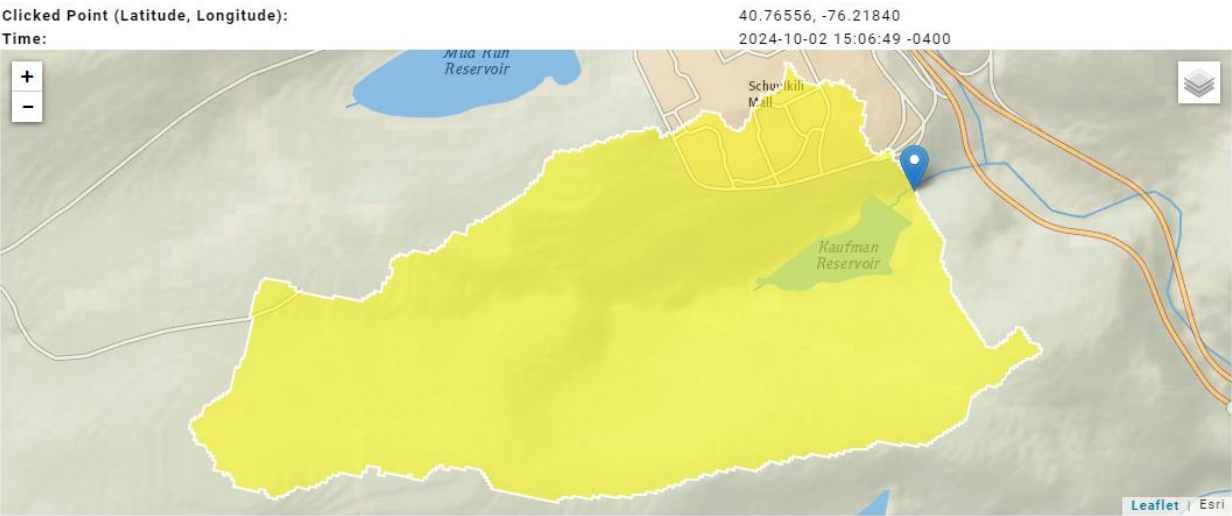 Clicked Point (Latitude, Longitude): 40.76556, -76.21840
Time: 2024-10-02 15:06:49 -0400
Mud Run
Reservoir
+
-
Schuylkill
Mall
Kaufman
Reservoir
Leaflet | Esri